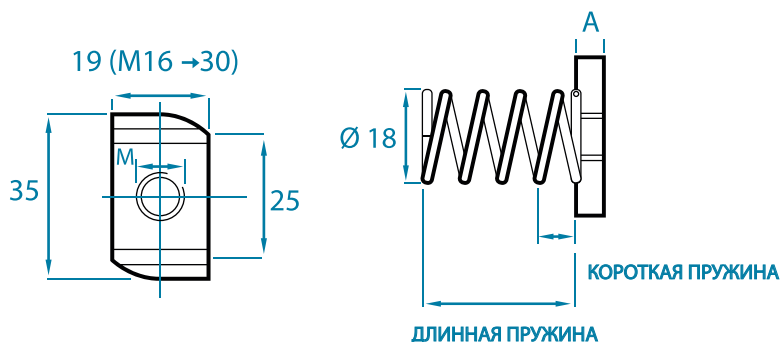 19 (M16 →30)
M
35
25
A
Ø 18
КОРОТКАЯ ПРУЖИНА
ДЛИННАЯ ПРУЖИНА